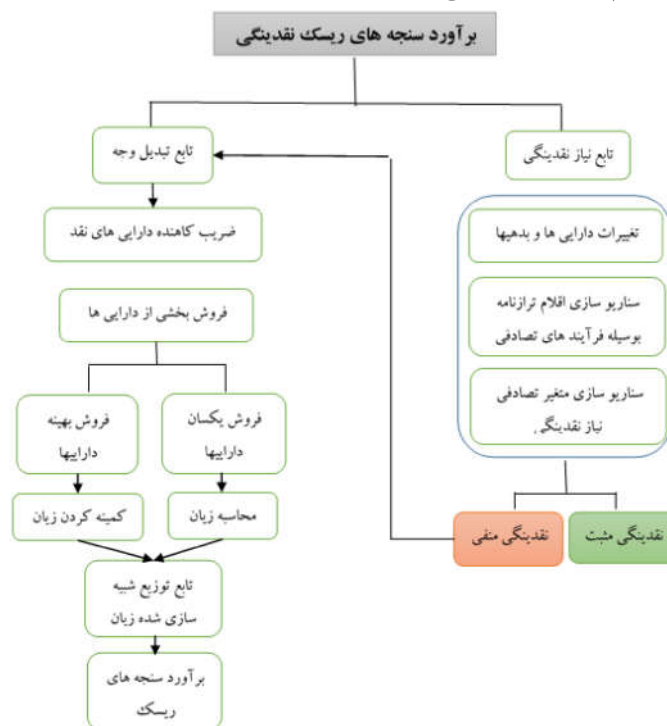 برآورد سنجه های ریسک نقدینگی
تابع نیاز نقدینگی
تغییرات دارایی ها و بدهیها
سناریو سازی اقلام ترازنامه
بوسیله فرآیند های تصادفی
سناریو سازی متغیر تصادفی
نیاز نقدینگی
نقدینگی مثبت
نقدینگی منفی
تابع تبدیل وجه
ضریب کاهنده دارایی های نقد
فروش بخشی از دارایی ها
فروش یکسان
داراییها
فروش بهینه
داراییها
محاسبه زیان
کمینه کردن زیان
تابع توزیع شبیه
سازی شده زیان
برآورد سنجه های
ریسک